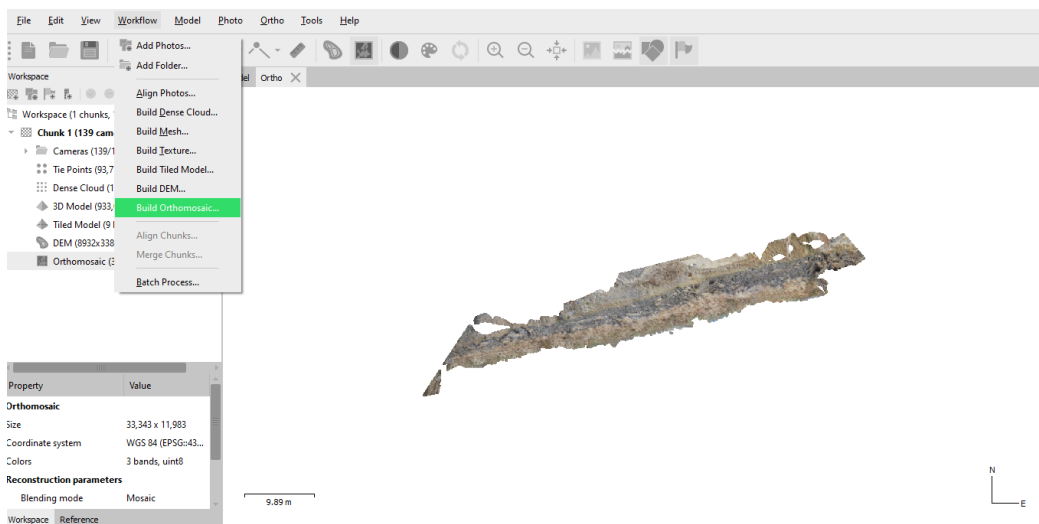 File Edit View Workflow Model Photo Ortho Tools Help
Add Photos...
Add Folder...
Workspace
del Ortho
Align Photos...
Build Dense Cloud...
Build Mesh...
Build Texture...
Build Tiled Model...
Build DEM...
Build Orthomosaic...
Align Chunks...
Merge Chunks...
Batch Process...
Workspace (1 chunks,
Chunk 1 (139 cam
Cameras (139/1
Tie Points (93,7
Dense Cloud (1
3D Model (933,
Tiled Model (9 l
DEM (8932x338
Orthomosaic (3
Property Value
Orthomosaic
Size 33,343 x 11,983
Coordinate system WGS 84 (EPSG::43...
Colors 3 bands, uint8
Reconstruction parameters
Blending mode Mosaic
Workspace Reference
9.89 m
N
E